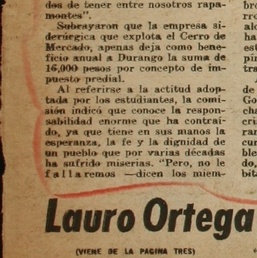 dos de tener entre nosotros rapa-
montes".
Subrayaron que la empresa si-
derúrgica que explota el Cerro de
Mercado, apenas deja como bene-
ficio anual a Durango la suma de
16,000 pesos por concepto de im-
puesto predial.
Al referirse a la actitud adop-
tada por los estudiantes, la comi-
sión indicó que conoce la respon-
sabilidad enorme que ha contraí-
do, ya que tiene en sus manos la
esperanza, la fe y la dignidad de
un pueblo que por varias décadas
ha sufrido miserias. "Pero, no le
fallaremos —dicen los miem-
Lauro Ortega
(VIENE DE LA PAGINA TRES)